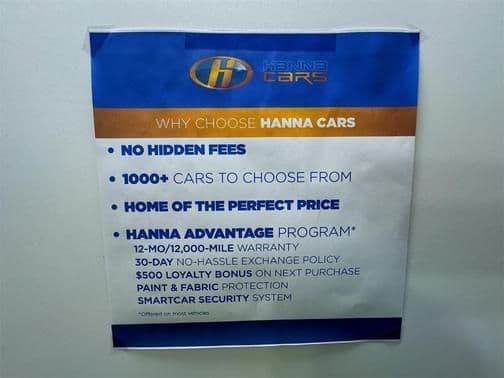 H
HANNA
CARS
WHY CHOOSE HANNA CARS
• NO HIDDEN FEES
• 1000+ CARS TO CHOOSE FROM
• HOME OF THE PERFECT PRICE
• HANNA ADVANTAGE PROGRAM*
12-MO/12,000-MILE WARRANTY
30-DAY NO-HASSLE EXCHANGE POLICY
$500 LOYALTY BONUS ON NEXT PURCHASE
PAINT & FABRIC PROTECTION
SMARTCAR SECURITY SYSTEM
*Offered on most vehicles